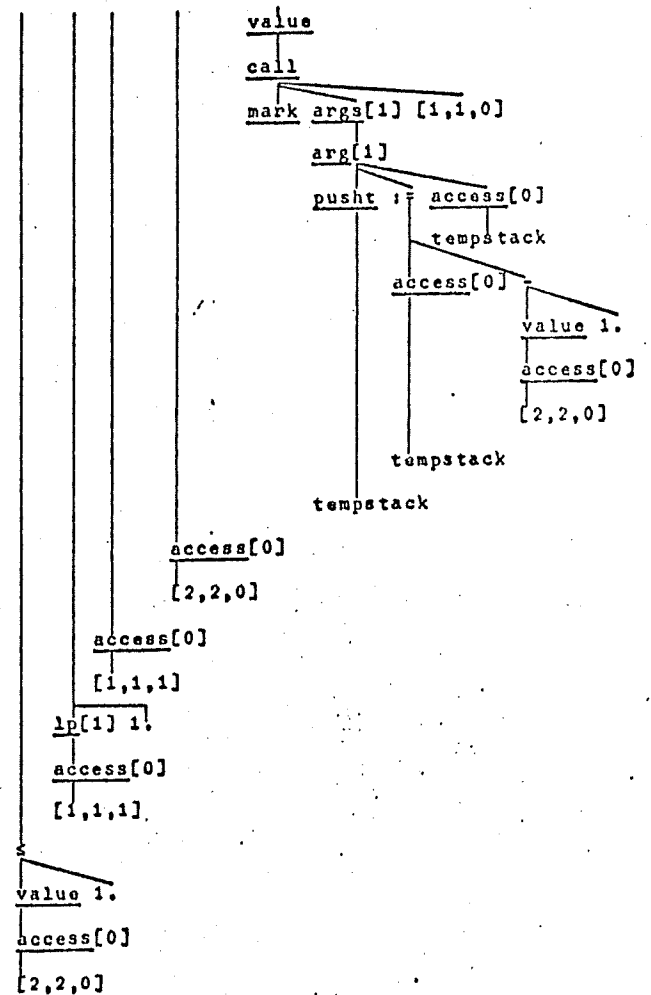 value
call
mark args[1] [1,1,0]
arg[1]
pusht := access[0]
tempstack
access[0] -
value 1.
access[0]
[2,2,0]
tempstack
tempstack
access[0]
[2,2,0]
access[0]
[1,1,1]
lp[1] 1.
access[0]
[1,1,1]
≤
value 1.
access[0]
[2,2,0]